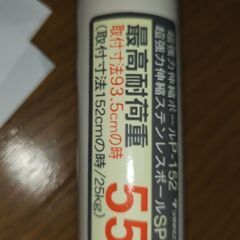 超強力伸縮ポールP-152
超強力伸縮ステンレスポールSP
最高耐荷重
取付寸法93.5cmの時
(取付寸法152cmの時/25kg)
55